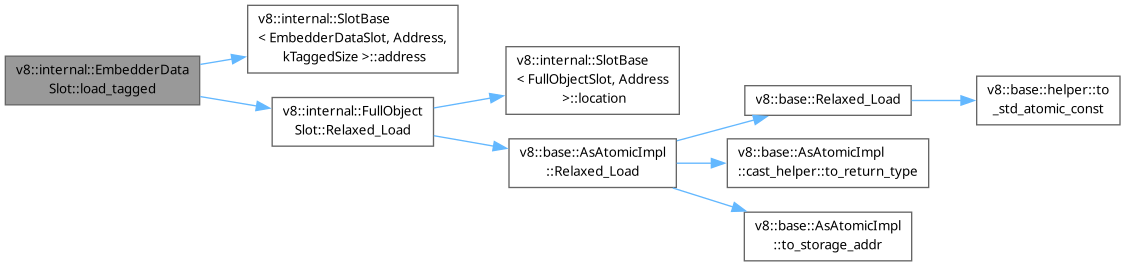 v8::internal::EmbedderData
Slot::load_tagged
v8::internal::SlotBase
< EmbedderDataSlot, Address,
kTaggedSize >::address
v8::internal::FullObject
Slot::Relaxed_Load
v8::internal::SlotBase
< FullObjectSlot, Address
>::location
v8::base::AsAtomicImpl
::Relaxed_Load
v8::base::Relaxed_Load
v8::base::AsAtomicImpl
::cast_helper::to_return_type
v8::base::AsAtomicImpl
::to_storage_addr
v8::base::helper::to
_std_atomic_const